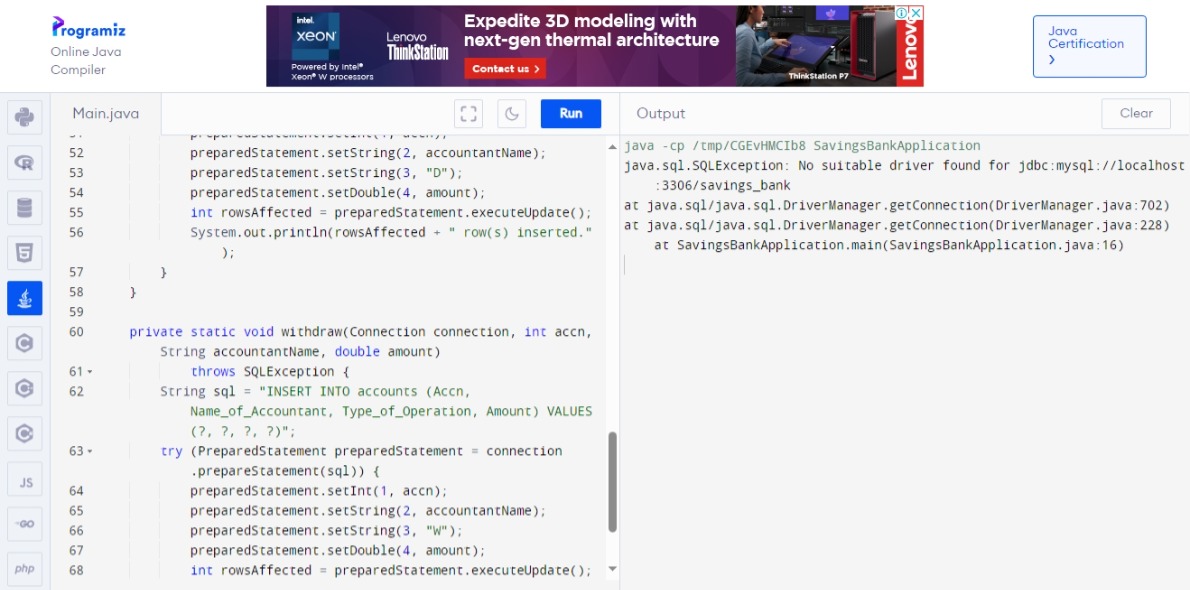 Programiz
Online Java
Compiler
intel.
XEON
Powered by Intel®
Xeon® W processors
Lenovo
ThinkStation
Expedite 3D modeling with
next-gen thermal architecture
Contact us >
ThinkStation P7
Lenovo
Java
Certification
>
Main.java
Run
Output
Clear
52 preparedStatement.setString(2, accountantName);
53 preparedStatement.setString(3, "D");
54 preparedStatement.setDouble(4, amount);
55 int rowsAffected = preparedStatement.executeUpdate();
56 System.out.println(rowsAffected + " row(s) inserted."
);
57 }
58 }
59
60 private static void withdraw(Connection connection, int accn,
String accountantName, double amount)
61 throws SQLException {
62 String sql = "INSERT INTO accounts (Accn,
Name_of_Accountant, Type_of_Operation, Amount) VALUES
(?, ?, ?, ?)";
63 try (PreparedStatement preparedStatement = connection
.prepareStatement(sql)) {
64 preparedStatement.setInt(1, accn);
65 preparedStatement.setString(2, accountantName);
66 preparedStatement.setString(3, "W");
67 preparedStatement.setDouble(4, amount);
68 int rowsAffected = preparedStatement.executeUpdate();
java -cp /tmp/CGEvHMCIb8 SavingsBankApplication
java.sql.SQLException: No suitable driver found for jdbc:mysql://localhost
:3306/savings_bank
at java.sql/java.sql.DriverManager.getConnection(DriverManager.java:702)
at java.sql/java.sql.DriverManager.getConnection(DriverManager.java:228)
at SavingsBankApplication.main(SavingsBankApplication.java:16)
JS
GO
php